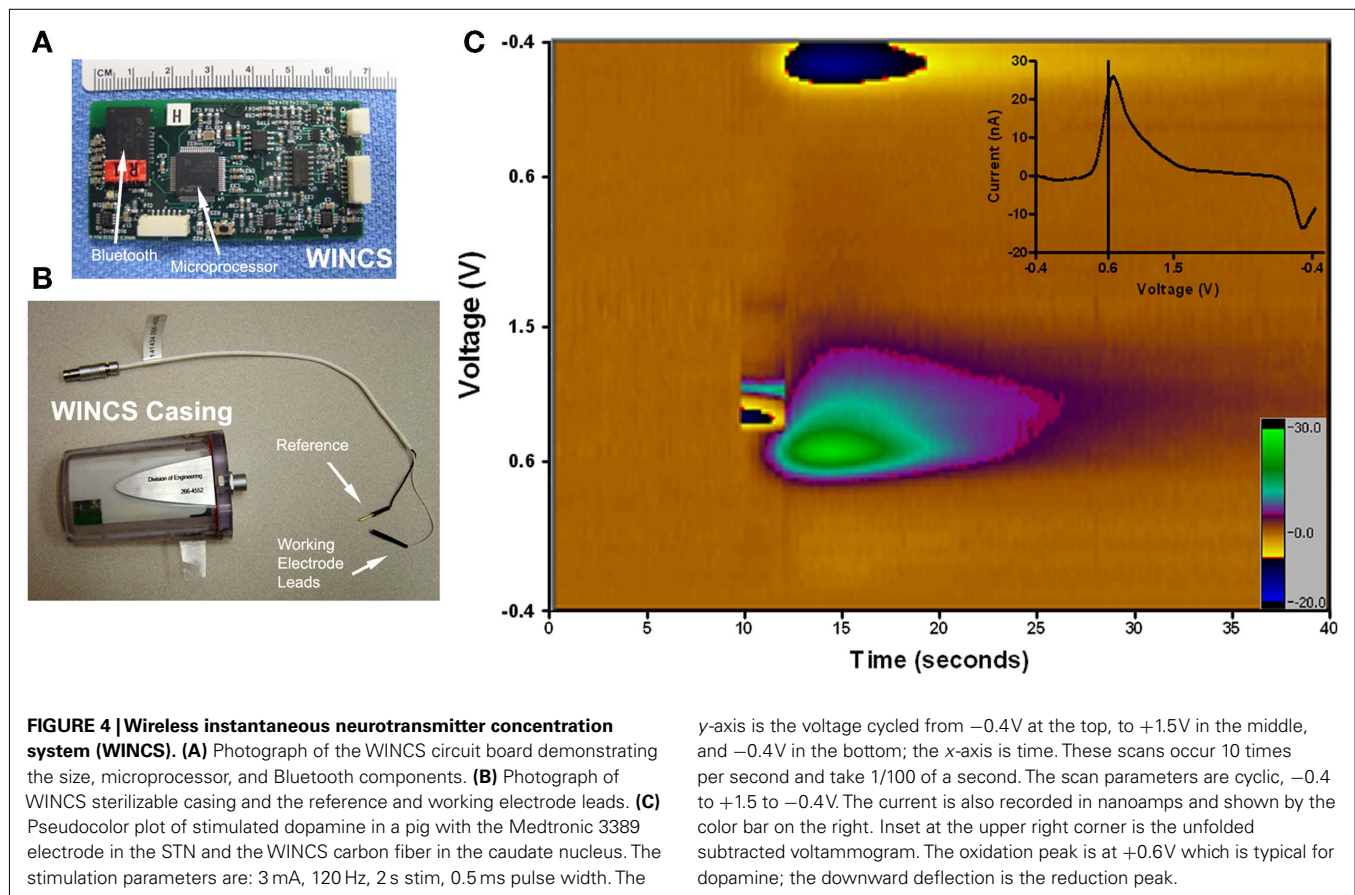 A
CM 1 2 3 4 5 6 7
H
R
Bluetooth
Microprocessor
WINCS
B
WINCS Casing
Reference
Division of Engineering
266-4552
Working
Electrode
Leads
C
-0.4
0.6
1.5
0.6
-0.4
Voltage (V)
0 5 10 15 20 25 30 35 40
Time (seconds)
30
20
10
0
-10
-20
Current (nA)
-0.4 0.6 1.5 -0.4
Voltage (V)
-30.0
-0.0
--20.0
FIGURE 4 | Wireless instantaneous neurotransmitter concentration
system (WINCS). (A) Photograph of the WINCS circuit board demonstrating
the size, microprocessor, and Bluetooth components. (B) Photograph of
WINCS sterilizable casing and the reference and working electrode leads. (C)
Pseudocolor plot of stimulated dopamine in a pig with the Medtronic 3389
electrode in the STN and the WINCS carbon fiber in the caudate nucleus. The
stimulation parameters are: 3 mA, 120 Hz, 2 s stim, 0.5 ms pulse width. The
y-axis is the voltage cycled from −0.4 V at the top, to +1.5 V in the middle,
and −0.4 V in the bottom; the x-axis is time. These scans occur 10 times
per second and take 1/100 of a second. The scan parameters are cyclic, −0.4
to +1.5 to −0.4 V. The current is also recorded in nanoamps and shown by the
color bar on the right. Inset at the upper right corner is the unfolded
subtracted voltammogram. The oxidation peak is at +0.6 V which is typical for
dopamine; the downward deflection is the reduction peak.